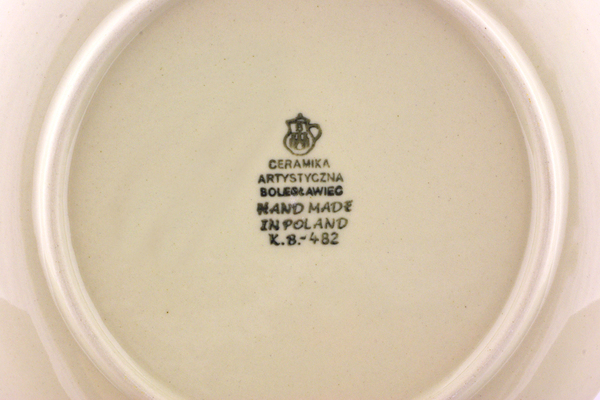 CERAMIKA
ARTYSTYCZNA
BOLESŁAWIEC
HAND MADE
IN POLAND
K.B.-482